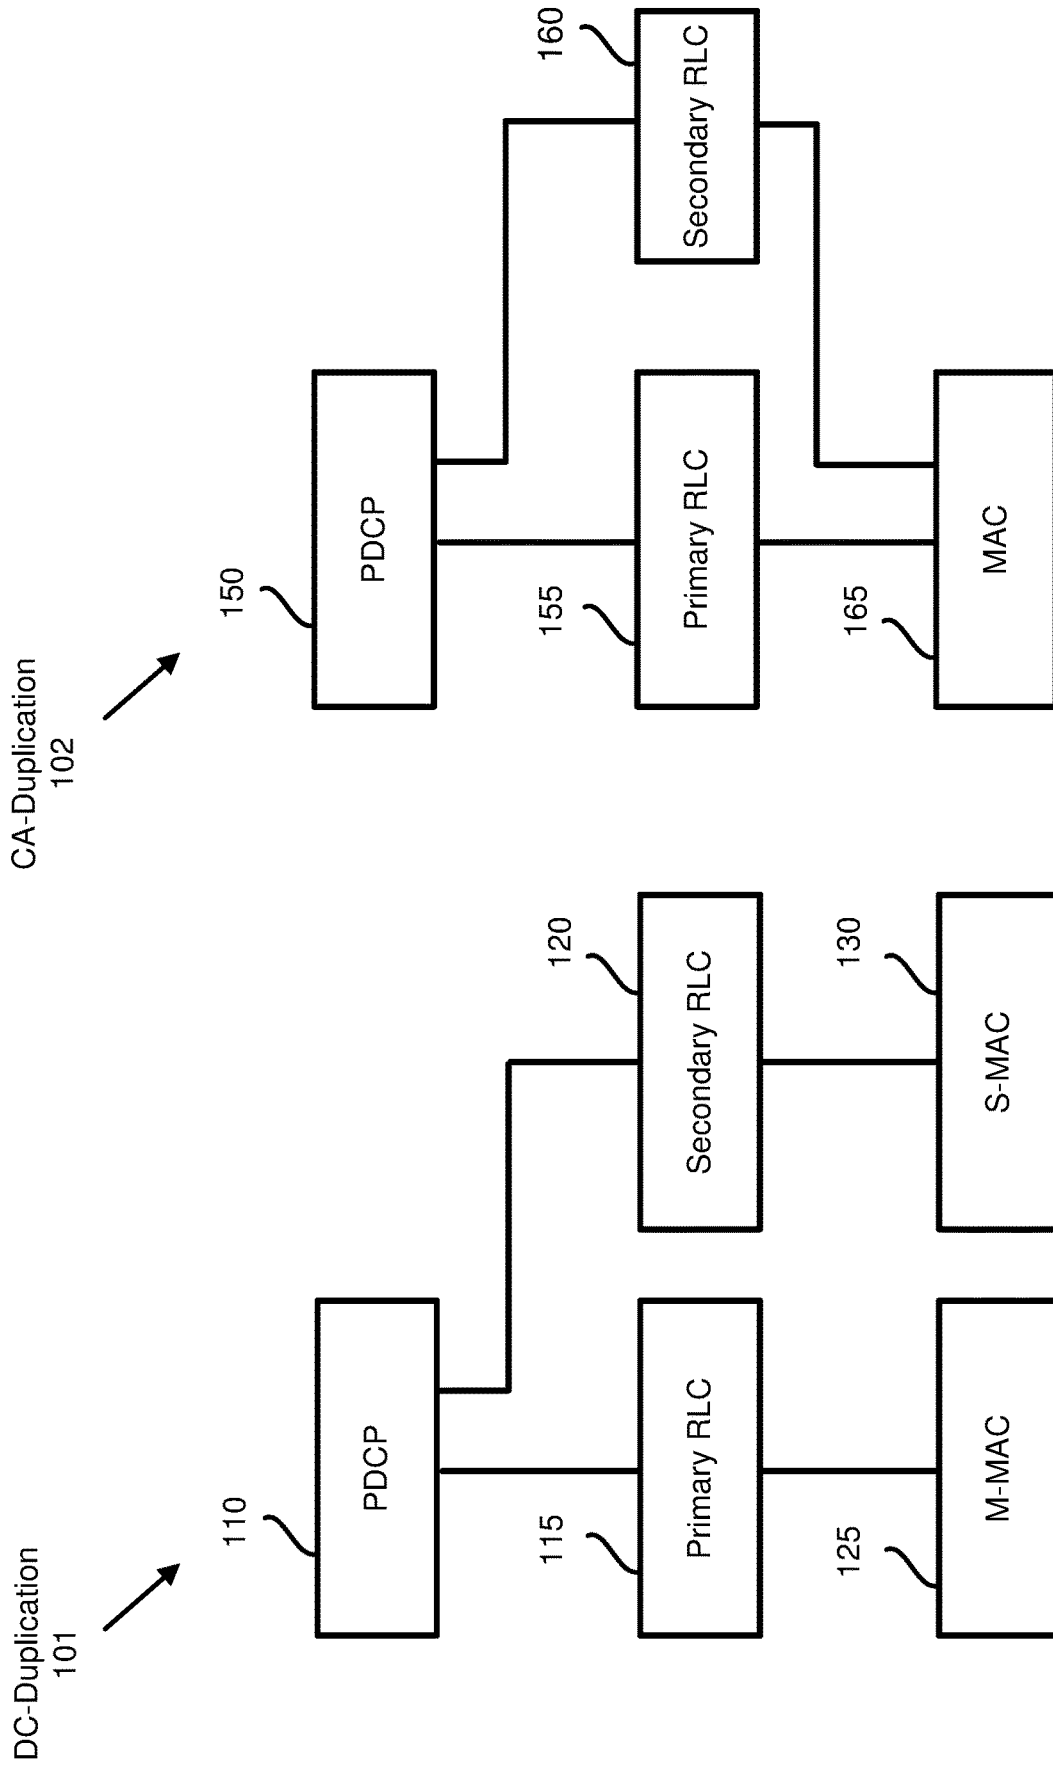 DC-Duplication
101
110
PDCP
115
Primary RLC
120
Secondary RLC
125
M-MAC
130
S-MAC
CA-Duplication
102
150
PDCP
155
Primary RLC
160
Secondary RLC
165
MAC